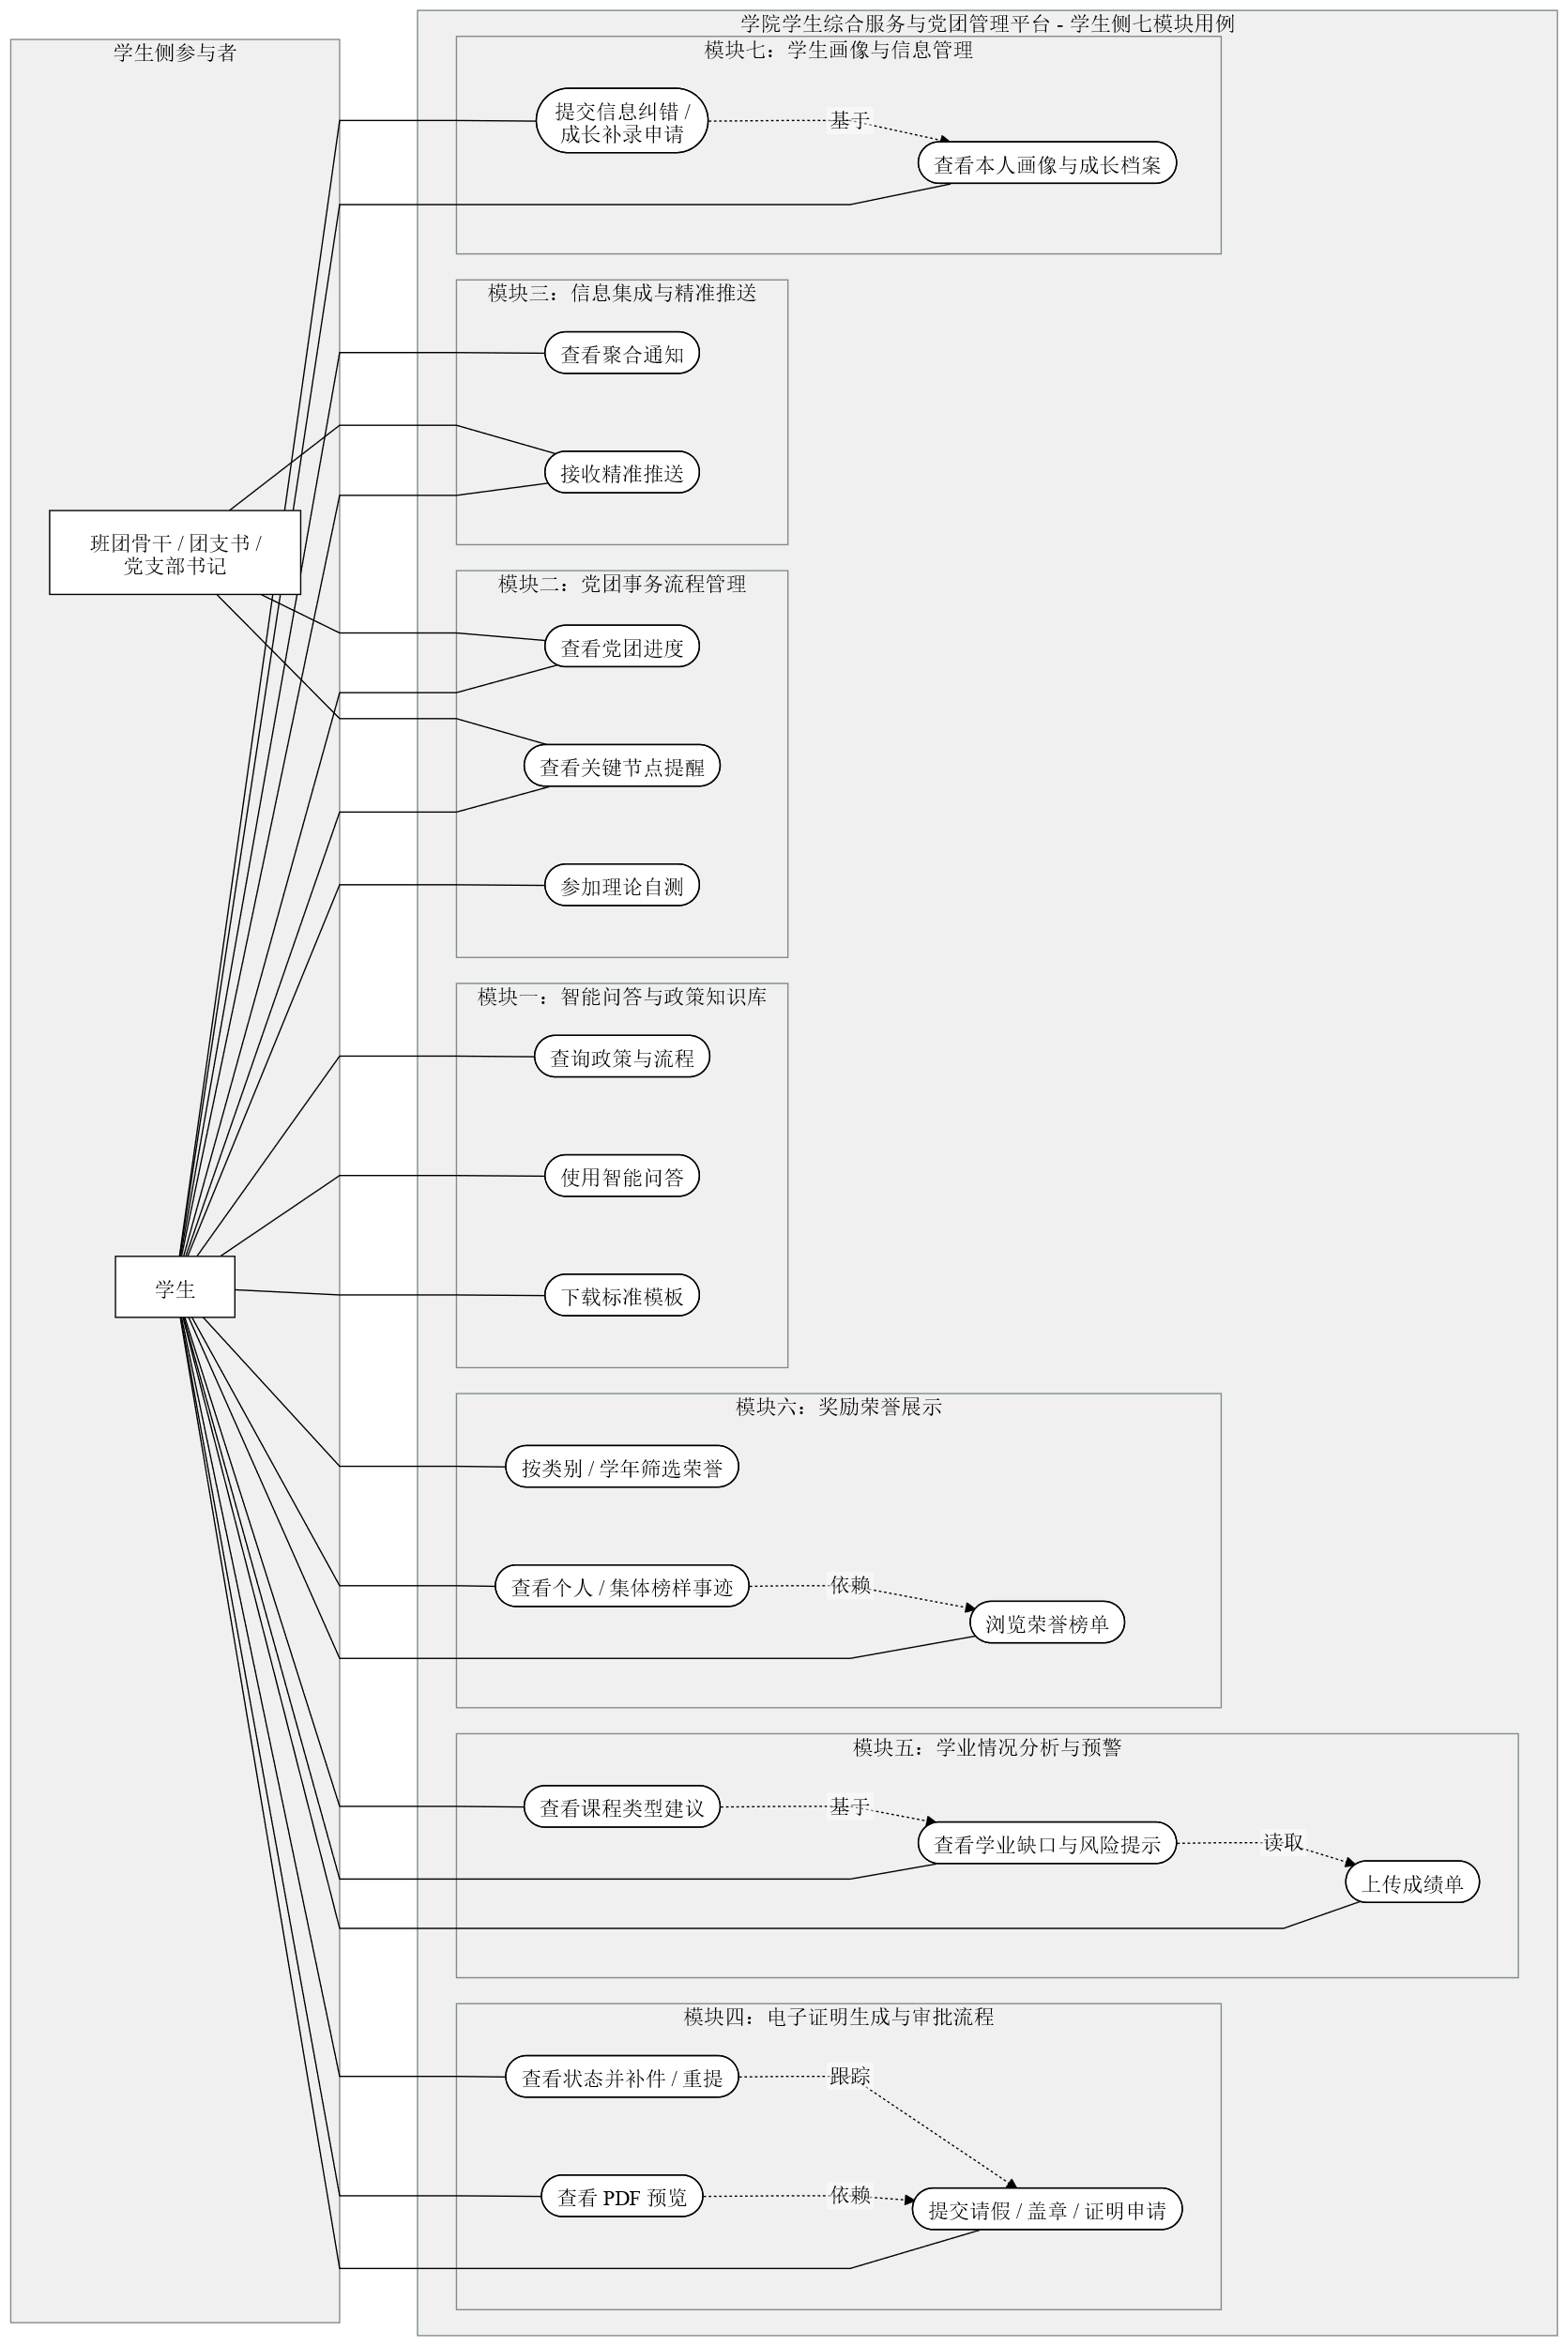 学院学生综合服务与党团管理平台 - 学生侧七模块用例
学生侧参与者
模块七：学生画像与信息管理
提交信息纠错 /
成长补录申请
基于
查看本人画像与成长档案
模块三：信息集成与精准推送
查看聚合通知
接收精准推送
班团骨干 / 团支书 /
党支部书记
模块二：党团事务流程管理
查看党团进度
查看关键节点提醒
参加理论自测
模块一：智能问答与政策知识库
查询政策与流程
使用智能问答
学生
下载标准模板
模块六：奖励荣誉展示
按类别 / 学年筛选荣誉
查看个人 / 集体榜样事迹
依赖
浏览荣誉榜单
模块五：学业情况分析与预警
查看课程类型建议
基于
查看学业缺口与风险提示
读取
上传成绩单
模块四：电子证明生成与审批流程
查看状态并补件 / 重提
跟踪
查看 PDF 预览
依赖
提交请假 / 盖章 / 证明申请